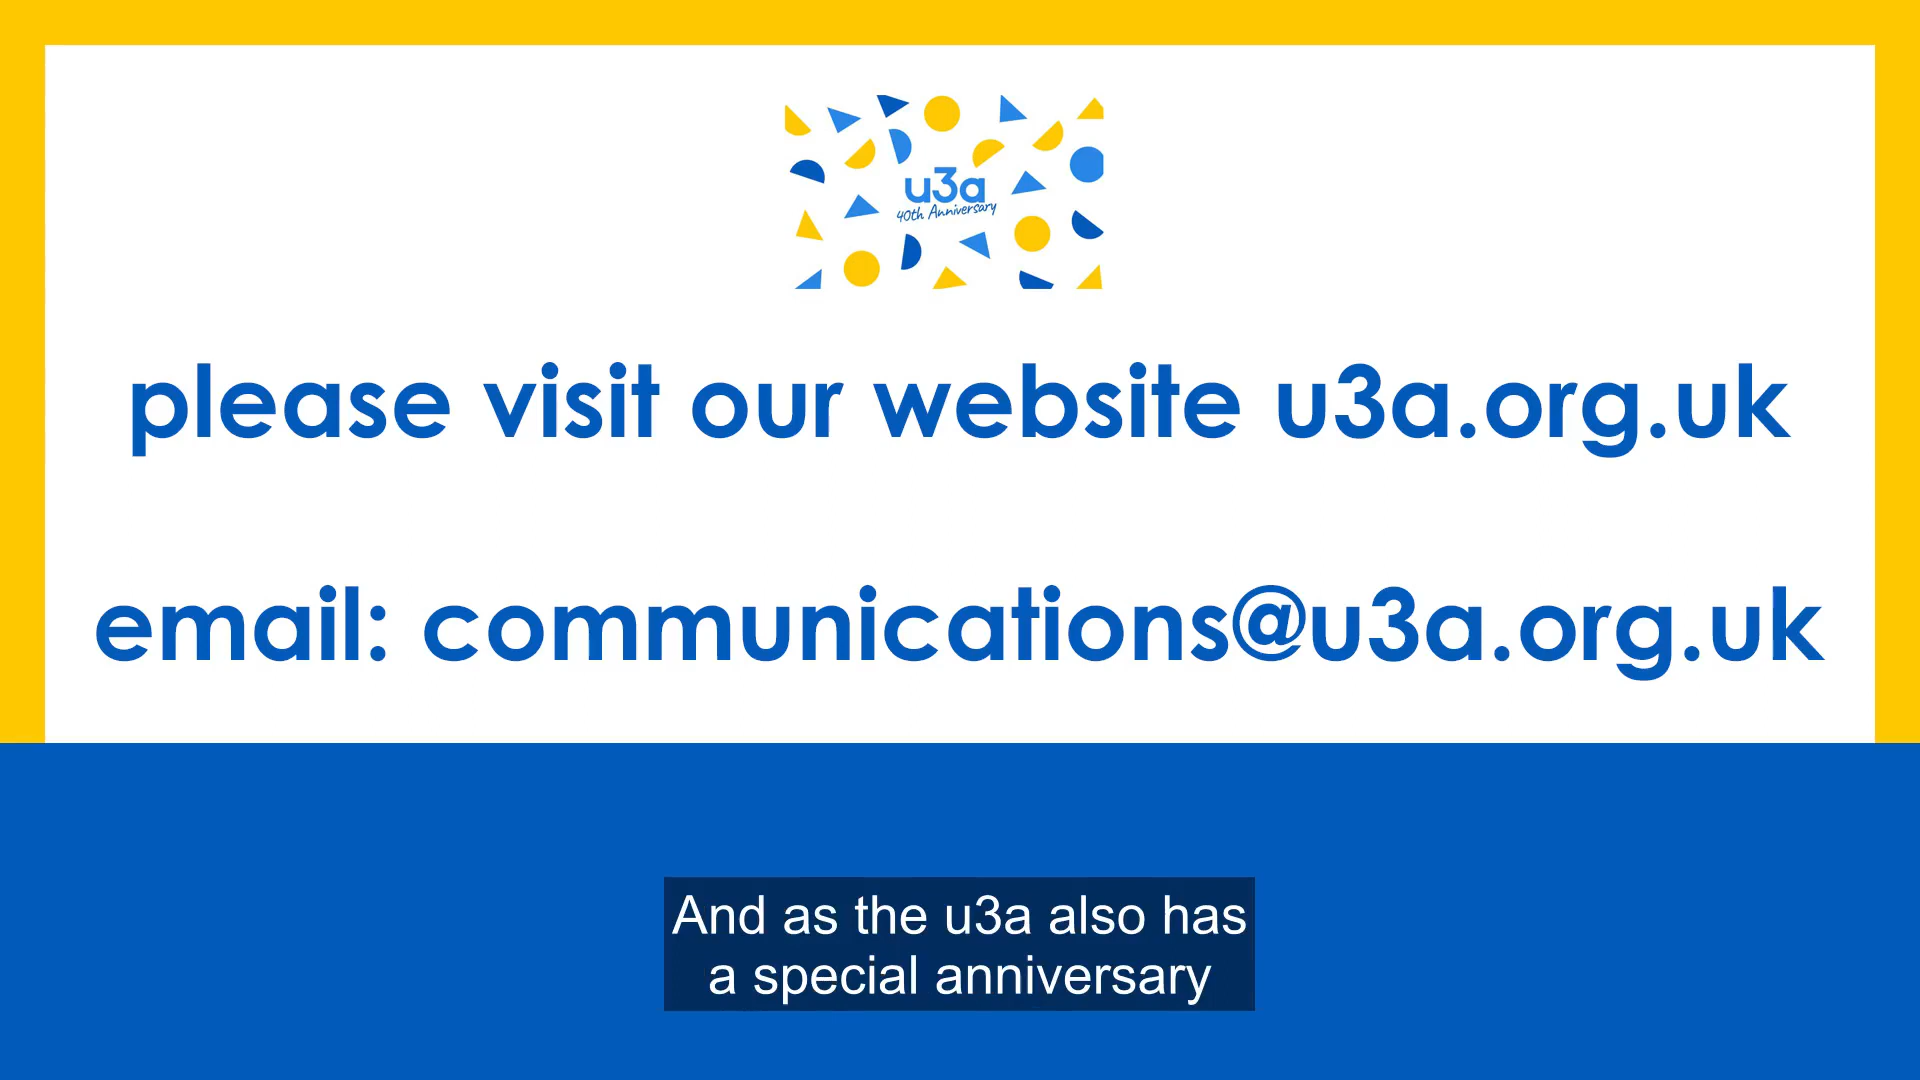 u3a
40th Anniversary
please visit our website u3a.org.uk
email: communications@u3a.org.uk
And as the u3a also has
a special anniversary